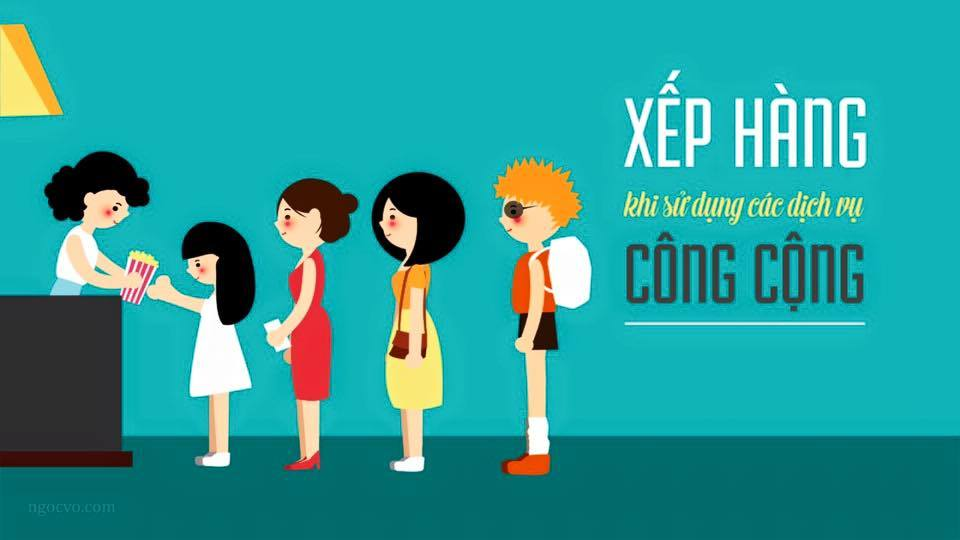 XẾP HÀNG
khi sử dụng các dịch vụ
CÔNG CỘNG
ngocvo.com